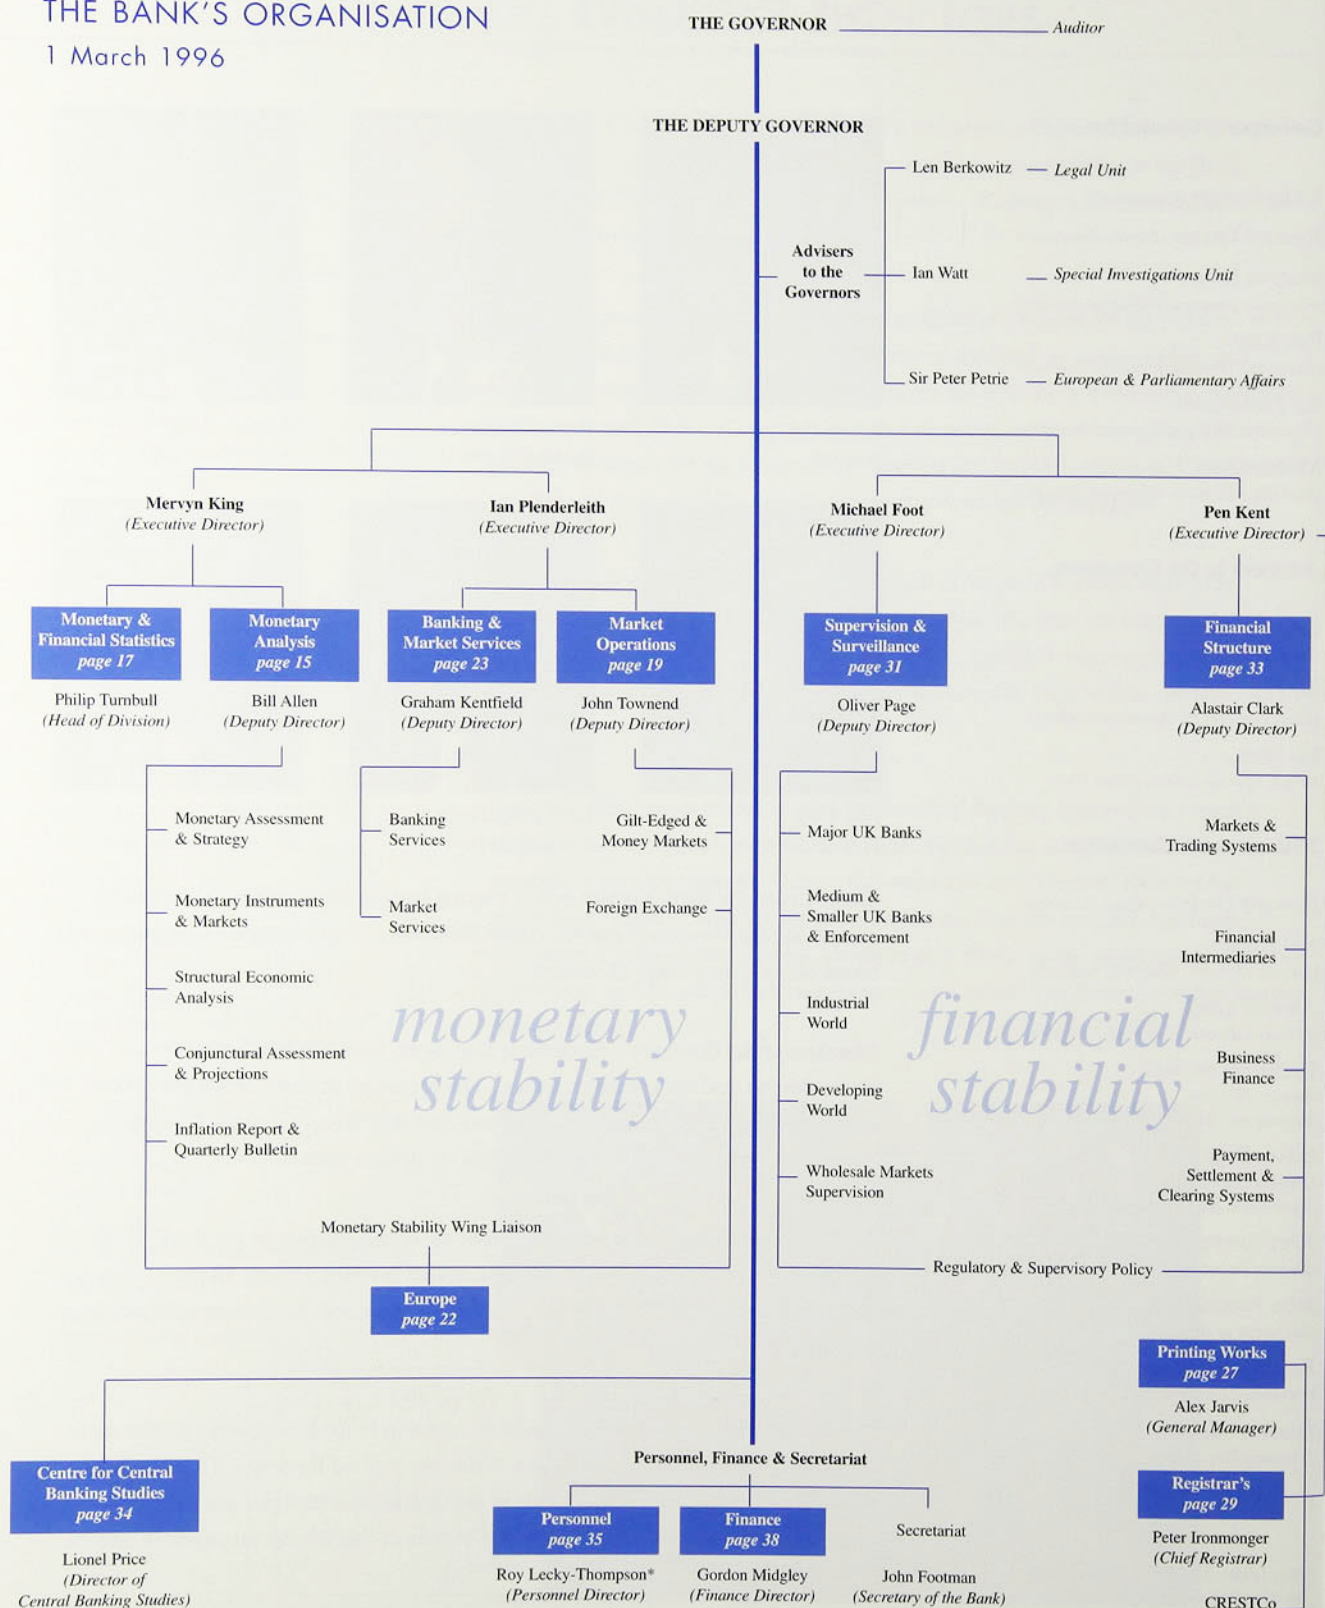 THE BANK'S ORGANISATION
1 March 1996
THE GOVERNOR
Auditor
THE DEPUTY GOVERNOR
Advisers
to the
Governors
Len Berkowitz
Legal Unit
Ian Watt
Special Investigations Unit
Sir Peter Petrie
European & Parliamentary Affairs
Mervyn King
(Executive Director)
Ian Plenderleith
(Executive Director)
Michael Foot
(Executive Director)
Pen Kent
(Executive Director)
Monetary &
Financial Statistics
page 17
Philip Turnbull
(Head of Division)
Monetary
Analysis
page 15
Bill Allen
(Deputy Director)
Banking &
Market Services
page 23
Graham Kentfield
(Deputy Director)
Market
Operations
page 19
John Townend
(Deputy Director)
Supervision &
Surveillance
page 31
Oliver Page
(Deputy Director)
Financial
Structure
page 33
Alastair Clark
(Deputy Director)
Monetary Assessment
& Strategy
Monetary Instruments
& Markets
Structural Economic
Analysis
Conjunctural Assessment
& Projections
Inflation Report &
Quarterly Bulletin
Banking
Services
Market
Services
Gilt-Edged &
Money Markets
Foreign Exchange
monetary
stability
Monetary Stability Wing Liaison
Europe
page 22
Major UK Banks
Medium &
Smaller UK Banks
& Enforcement
Industrial
World
Developing
World
Wholesale Markets
Supervision
financial
stability
Markets &
Trading Systems
Financial
Intermediaries
Business
Finance
Payment,
Settlement &
Clearing Systems
Regulatory & Supervisory Policy
Printing Works
page 27
Alex Jarvis
(General Manager)
Registrar's
page 29
Peter Ironmonger
(Chief Registrar)
CRESTCo
Centre for Central
Banking Studies
page 34
Lionel Price
(Director of
Central Banking Studies)
Personnel, Finance & Secretariat
Personnel
page 35
Roy Lecky-Thompson*
(Personnel Director)
Finance
page 38
Gordon Midgley
(Finance Director)
Secretariat
John Footman
(Secretary of the Bank)